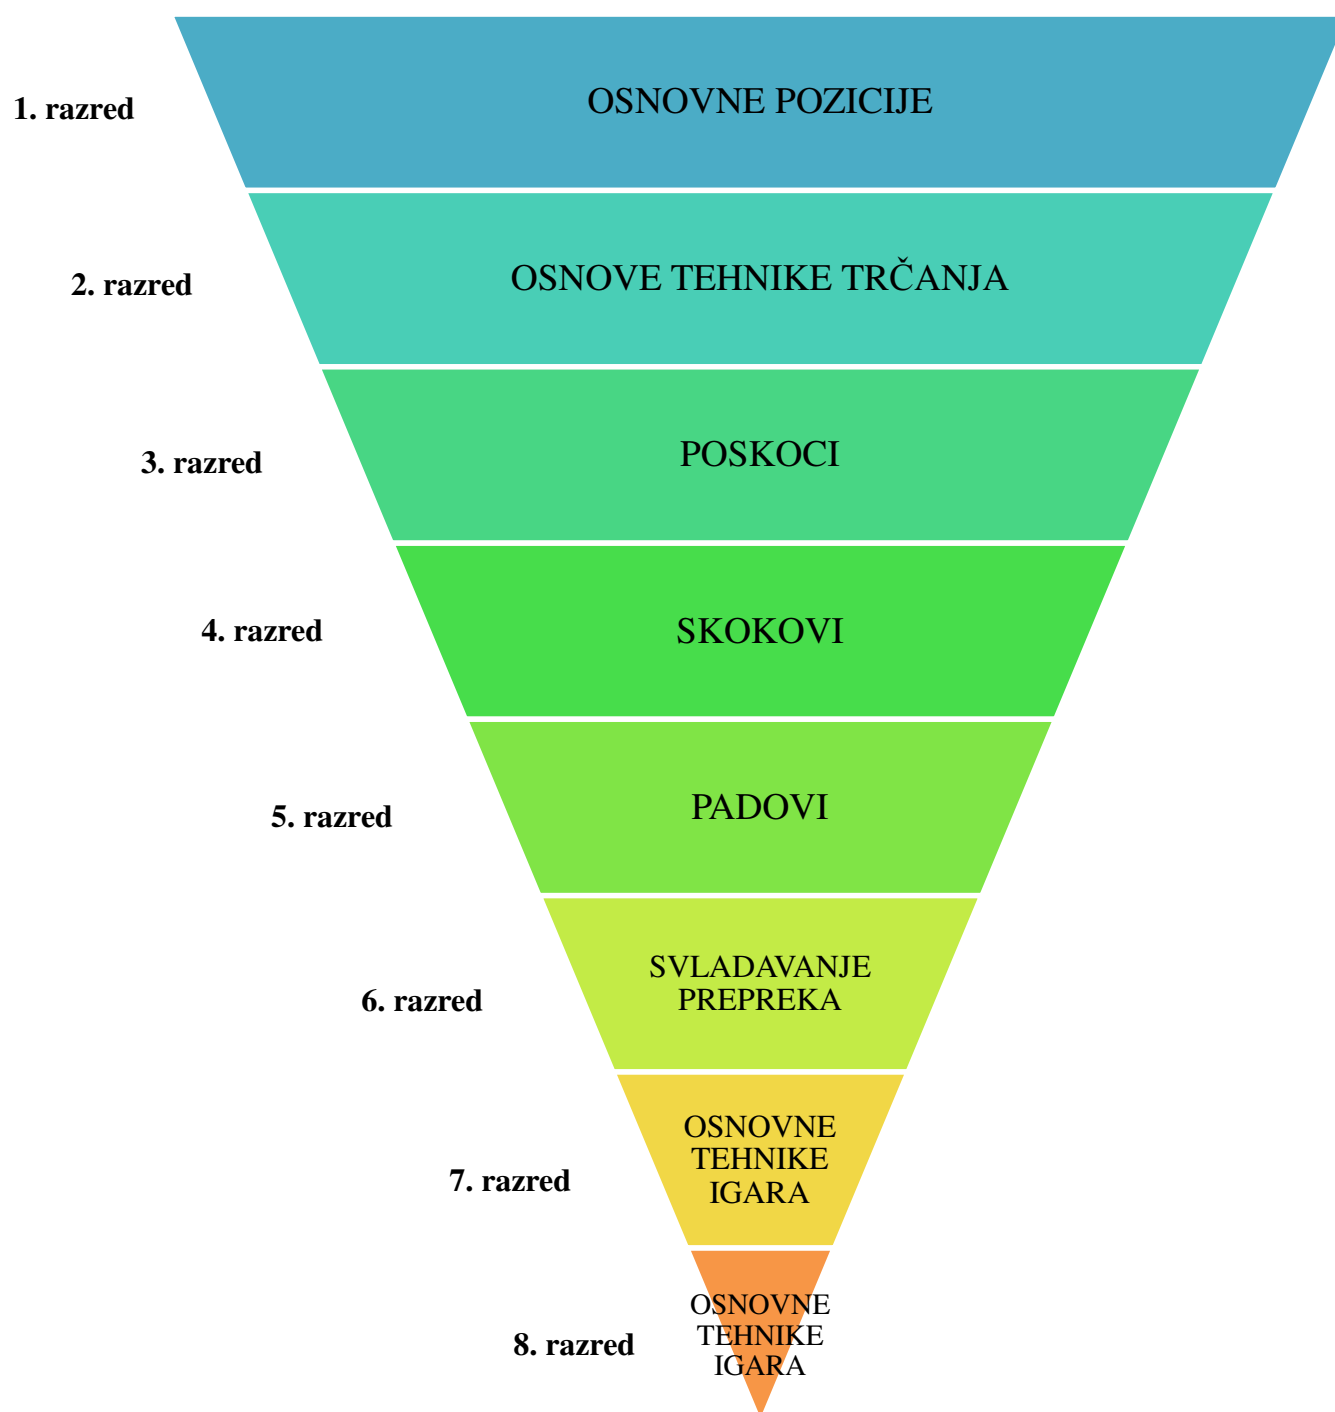 1. razred
OSNOVNE POZICIJE
2. razred
OSNOVE TEHNIKE TRČANJA
3. razred
POSKOCI
4. razred
SKOKOVI
5. razred
PADOVI
6. razred
SVLADAVANJE
PREPREKA
7. razred
OSNOVNE
TEHNIKE
IGARA
8. razred
OSNOVNE
TEHNIKE
IGARA